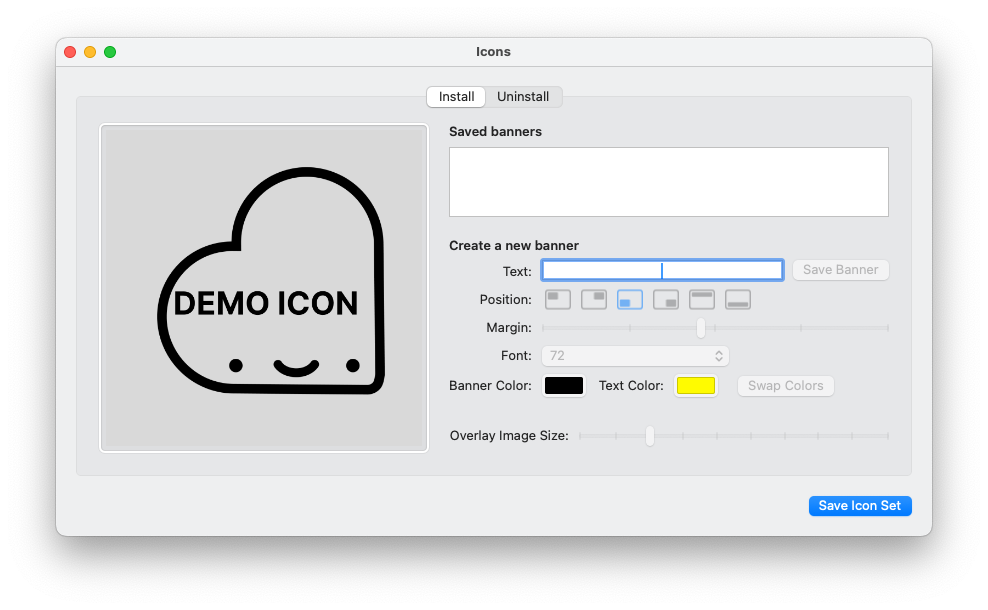 Icons
Install Uninstall
DEMO ICON
Saved banners
Create a new banner
Text: Save Banner
Position:
Margin:
Font: 72
Banner Color: Text Color: Swap Colors
Overlay Image Size:
Save Icon Set